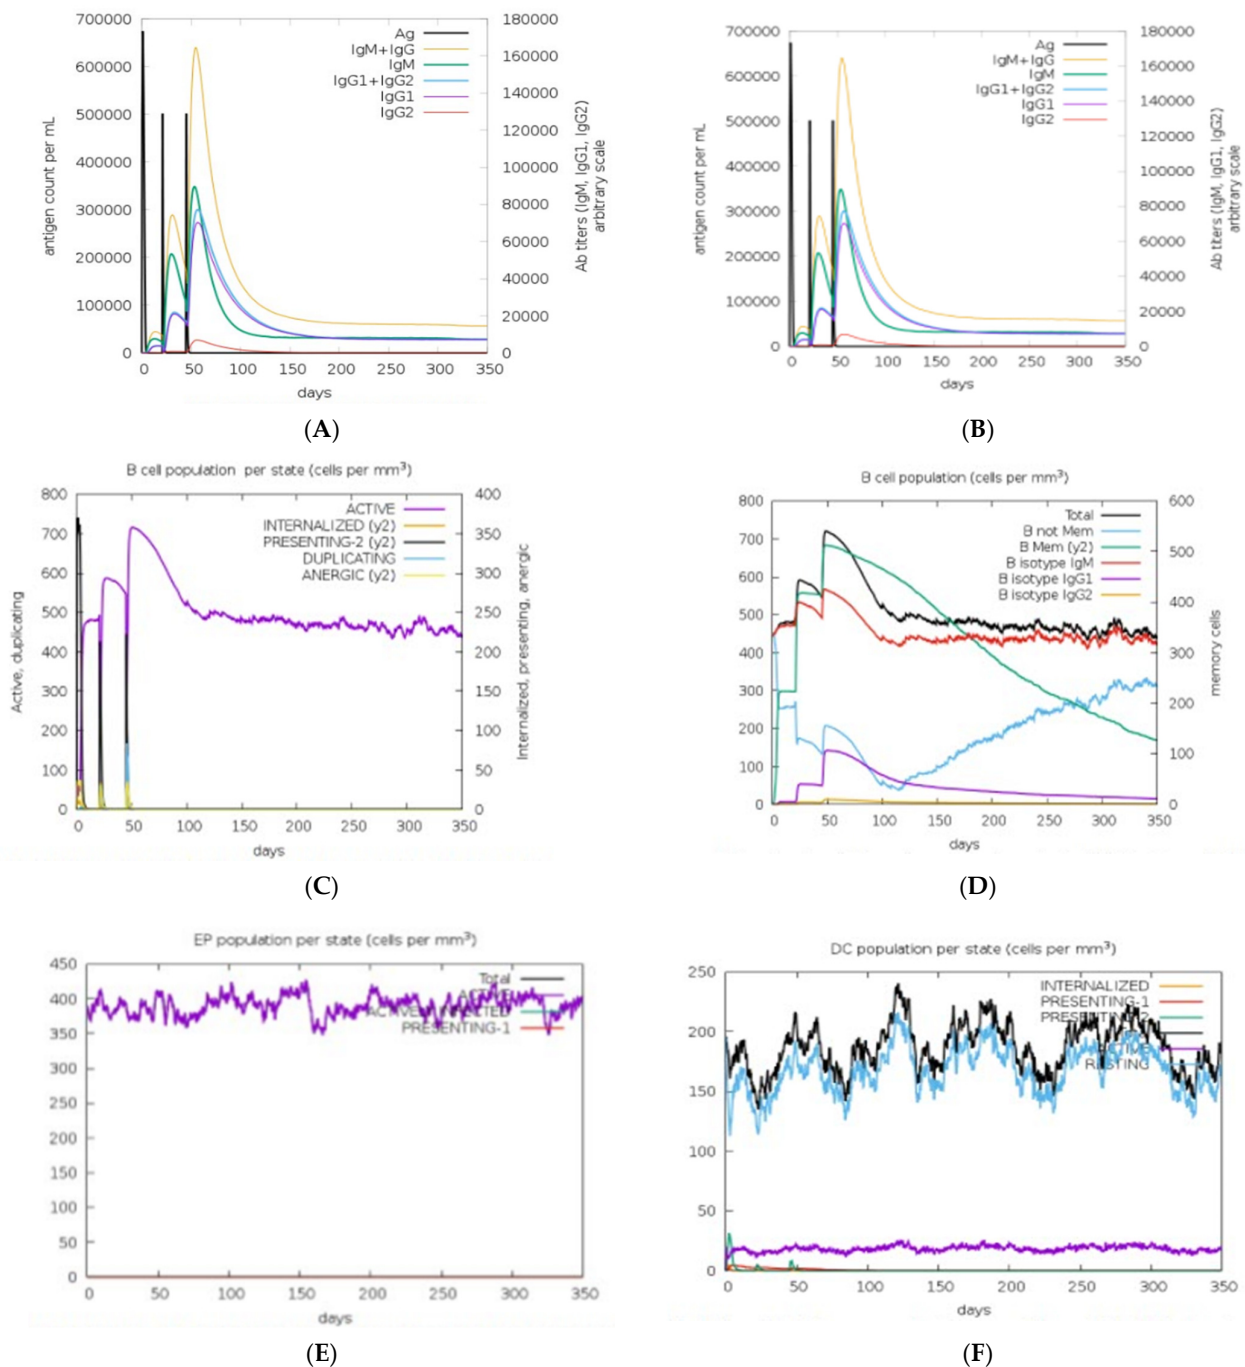 700000
600000
500000
400000
300000
200000
100000
0
antigen count per mL
Ag
IgM+IgG
IgM
IgG1+IgG2
IgG1
IgG2
180000
160000
140000
120000
100000
80000
60000
40000
20000
0
Ab titers (IgM, IgG1, IgG2)
arbitrary scale
0 50 100 150 200 250 300 350
days
(A)
700000
600000
500000
400000
300000
200000
100000
0
antigen count per mL
Ag
IgM+IgG
IgM
IgG1+IgG2
IgG1
IgG2
180000
160000
140000
120000
100000
80000
60000
40000
20000
0
Ab titers (IgM, IgG1, IgG2)
arbitrary scale
0 50 100 150 200 250 300 350
days
(B)
B cell population per state (cells per mm³)
800
700
600
500
400
300
200
100
0
Active, duplicating
ACTIVE
INTERNALIZED (y2)
PRESENTING-2 (y2)
DUPLICATING
ANERGIC (y2)
400
350
300
250
200
150
100
50
0
Internalized, presenting, anergic
0 50 100 150 200 250 300 350
days
(C)
B cell population (cells per mm³)
800
700
600
500
400
300
200
100
0
Total
B not Mem
B Mem (y2)
B isotype IgM
B isotype IgG1
B isotype IgG2
600
500
400
300
200
100
0
memory cells
0 50 100 150 200 250 300 350
days
(D)
EP population per state (cells per mm³)
450
400
350
300
250
200
150
100
50
0
Total
PRESENTING-1
0 50 100 150 200 250 300 350
days
(E)
DC population per state (cells per mm³)
250
200
150
100
50
0
INTERNALIZED
PRESENTING-1
RESTING
0 50 100 150 200 250 300 350
days
(F)